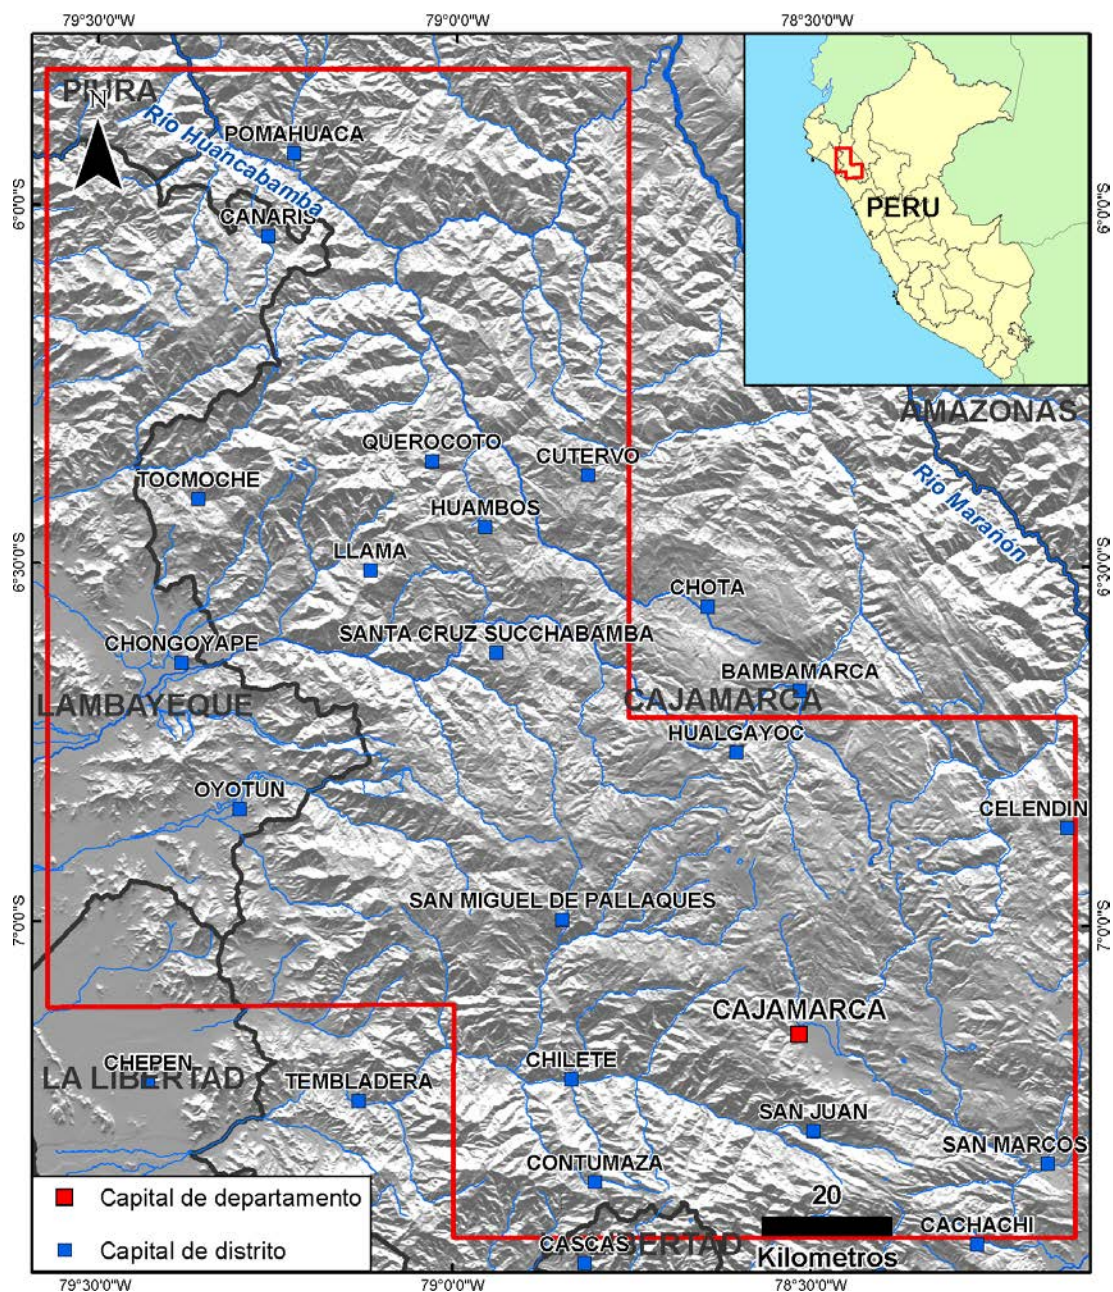 79°30'0"W
79°0'0"W
78°30'0"W
PIURA
N
Río Huancabamba
POMAHUACA
CANARIS
PERU
6°0'0"S
6°0'0"S
AMAZONAS
Río Marañón
QUEROCOTO
CUTERVO
TOCMOCHE
HUAMBOS
LLAMA
6°30'0"S
6°30'0"S
CHOTA
SANTA CRUZ SUCCHABAMBA
CHONGOYAPE
BAMBAMARCA
LAMBAYEQUE
CAJAMARCA
HUALGAYOC
OYOTUN
CELENDIN
SAN MIGUEL DE PALLAQUES
7°0'0"S
7°0'0"S
CAJAMARCA
CHEPEN
LA LIBERTAD
TEMBLADERA
CHILETE
SAN JUAN
SAN MARCOS
CONTUMAZA
Capital de departamento
20
CACHACHI
Capital de distrito
CASCAS
BERTAD
Kilometros
79°30'0"W
79°0'0"W
78°30'0"W